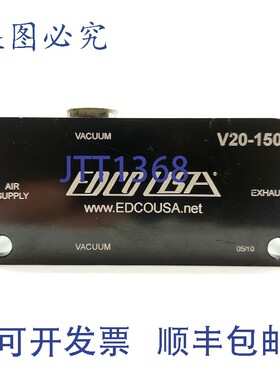 图必究
VACUUM
V20-150
JTT1368
AIR
SUPPLY
EDCO USA
EXHAU
www.EDCOUSA.net
VACUUM
05/10
可开发票 顺丰包邮